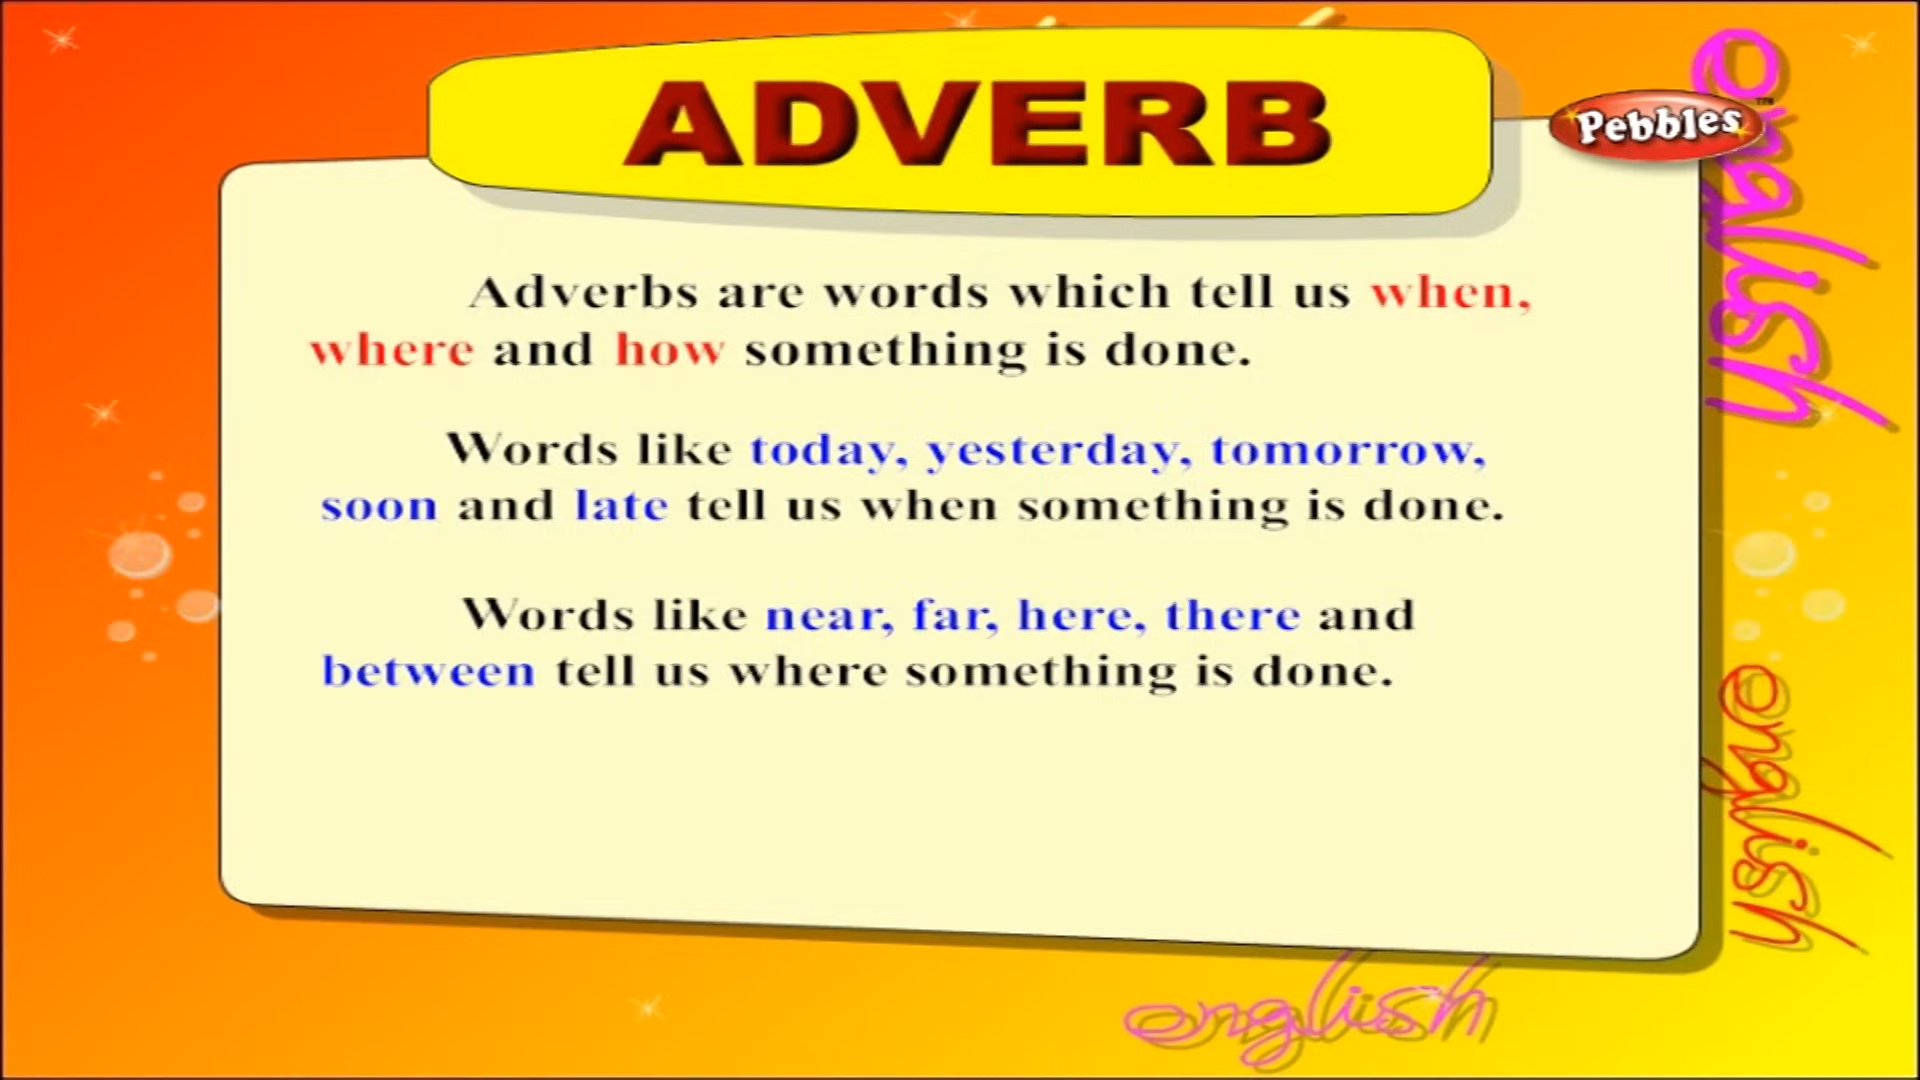 ADVERB
Pebbles
Adverbs are words which tell us when,
where and how something is done.
Words like today, yesterday, tomorrow,
soon and late tell us when something is done.
Words like near, far, here, there and
between tell us where something is done.
english
english
english